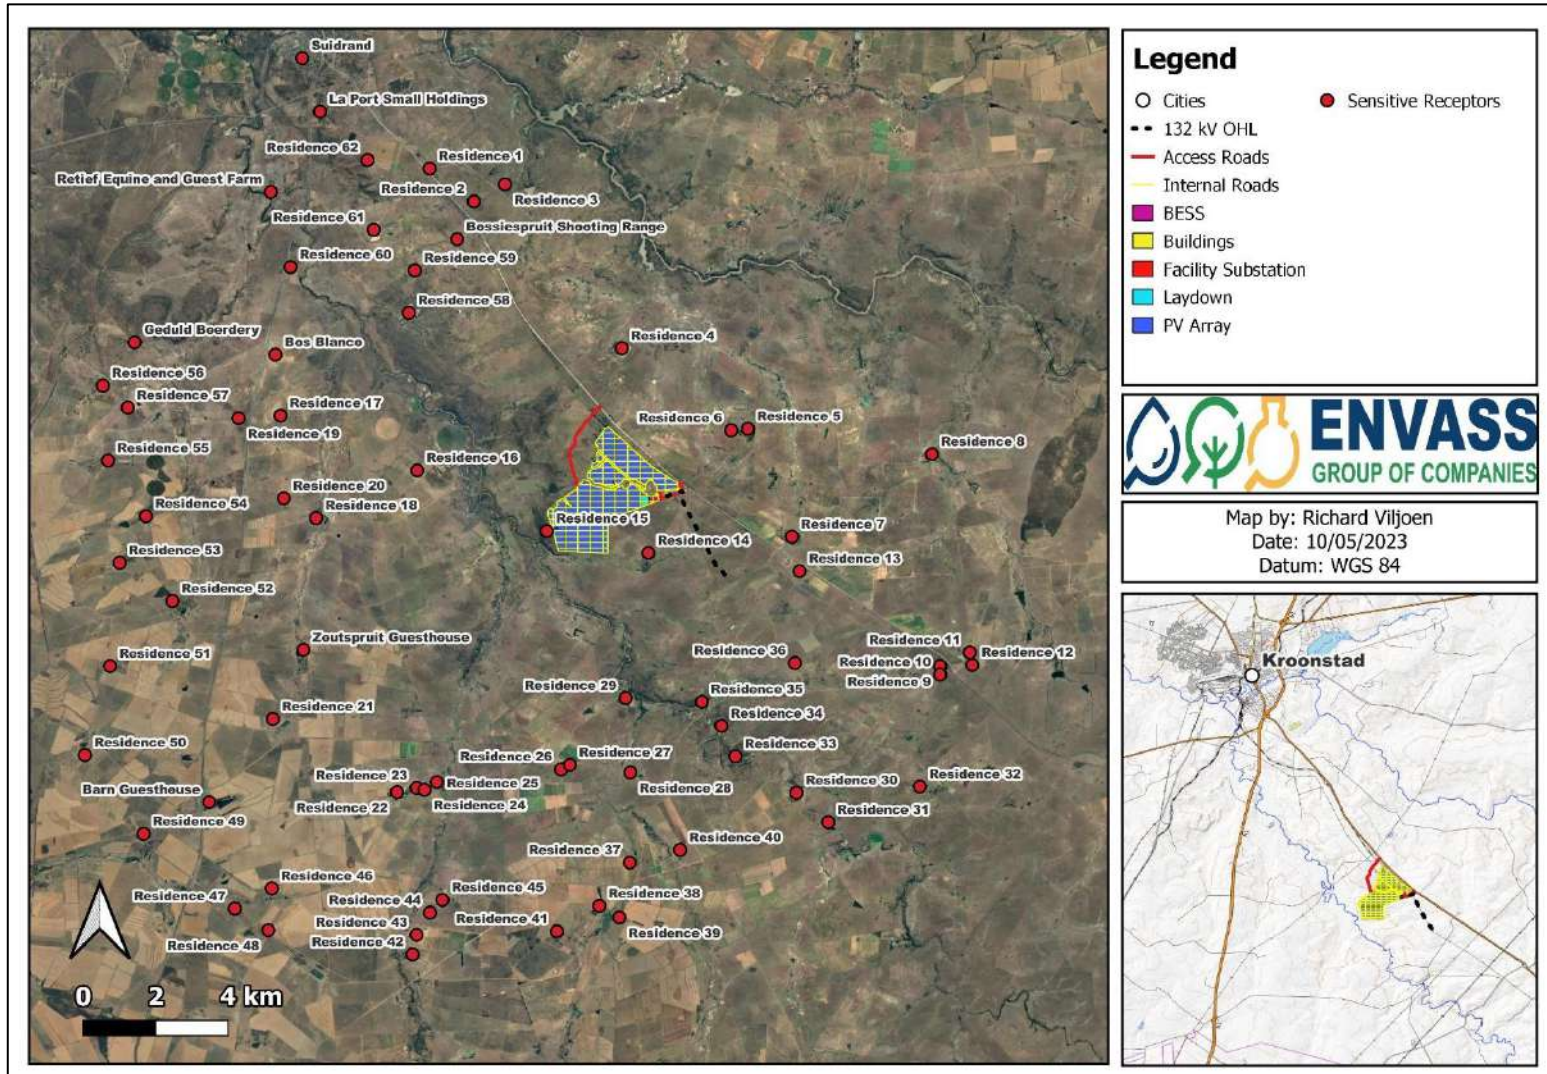 Suidrand
La Port Small Holdings
Residence 62
Residence 1
Retief Equine and Guest Farm
Residence 2
Residence 3
Residence 61
Bossiespruit Shooting Range
Residence 60
Residence 59
Residence 58
Geduld Boerdery
Bos Blanco
Residence 4
Residence 56
Residence 57
Residence 17
Residence 19
Residence 6
Residence 5
Residence 55
Residence 16
Residence 8
Residence 20
Residence 54
Residence 18
Residence 15
Residence 7
Residence 14
Residence 53
Residence 13
Residence 52
Zoutspruit Guesthouse
Residence 11
Residence 51
Residence 36
Residence 10
Residence 12
Residence 9
Residence 29
Residence 35
Residence 21
Residence 34
Residence 50
Residence 26
Residence 27
Residence 33
Barn Guesthouse
Residence 23
Residence 25
Residence 28
Residence 30
Residence 32
Residence 22
Residence 24
Residence 49
Residence 31
Residence 40
Residence 37
Residence 46
Residence 47
Residence 44
Residence 45
Residence 38
Residence 43
Residence 41
Residence 48
Residence 42
Residence 39
0 2 4 km
Legend
Cities
Sensitive Receptors
132 kV OHL
Access Roads
Internal Roads
BESS
Buildings
Facility Substation
Laydown
PV Array
ENVASS
GROUP OF COMPANIES
Map by: Richard Viljoen
Date: 10/05/2023
Datum: WGS 84
Kroonstad